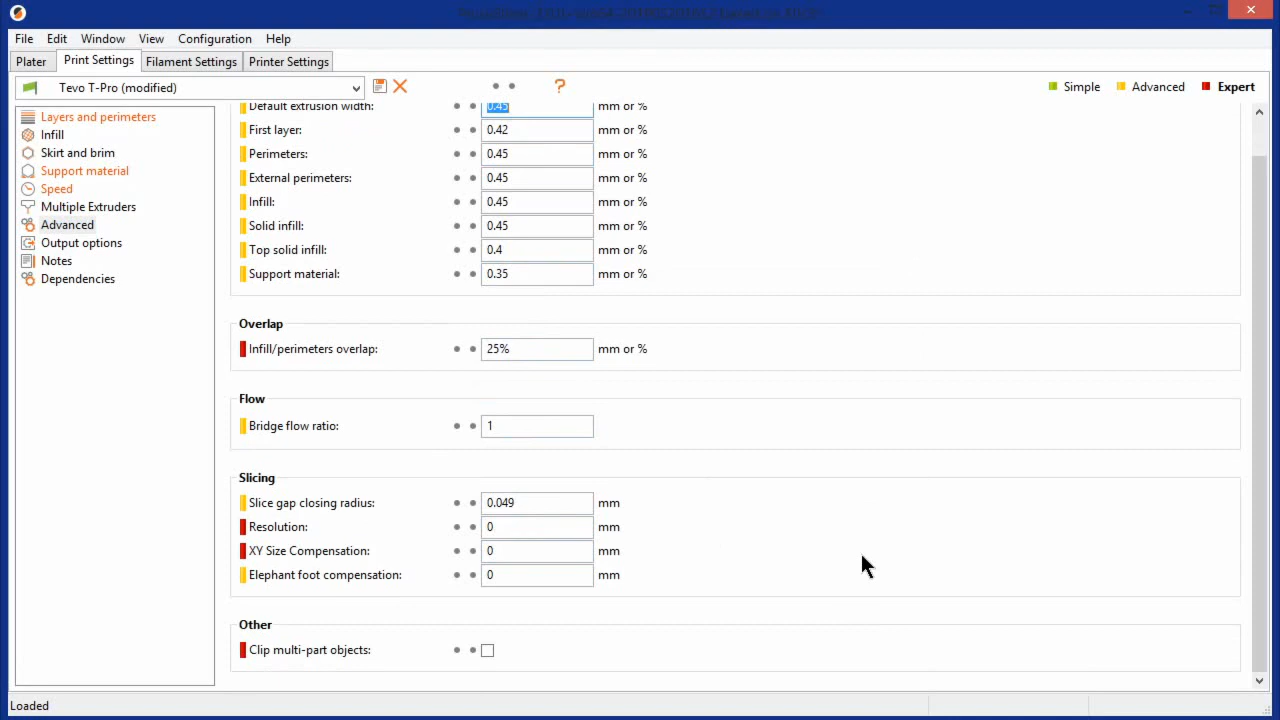 File Edit Window View Configuration Help
Plater Print Settings Filament Settings Printer Settings
Tevo T-Pro (modified) ? Simple Advanced Expert
Layers and perimeters
Infill
Skirt and brim
Support material
Speed
Multiple Extruders
Advanced
Output options
Notes
Dependencies
Default extrusion width: 0.45 mm or %
First layer: 0.42 mm or %
Perimeters: 0.45 mm or %
External perimeters: 0.45 mm or %
Infill: 0.45 mm or %
Solid infill: 0.45 mm or %
Top solid infill: 0.4 mm or %
Support material: 0.35 mm or %
Overlap
Infill/perimeters overlap: 25% mm or %
Flow
Bridge flow ratio: 1
Slicing
Slice gap closing radius: 0.049 mm
Resolution: 0 mm
XY Size Compensation: 0 mm
Elephant foot compensation: 0 mm
Other
Clip multi-part objects:
Loaded